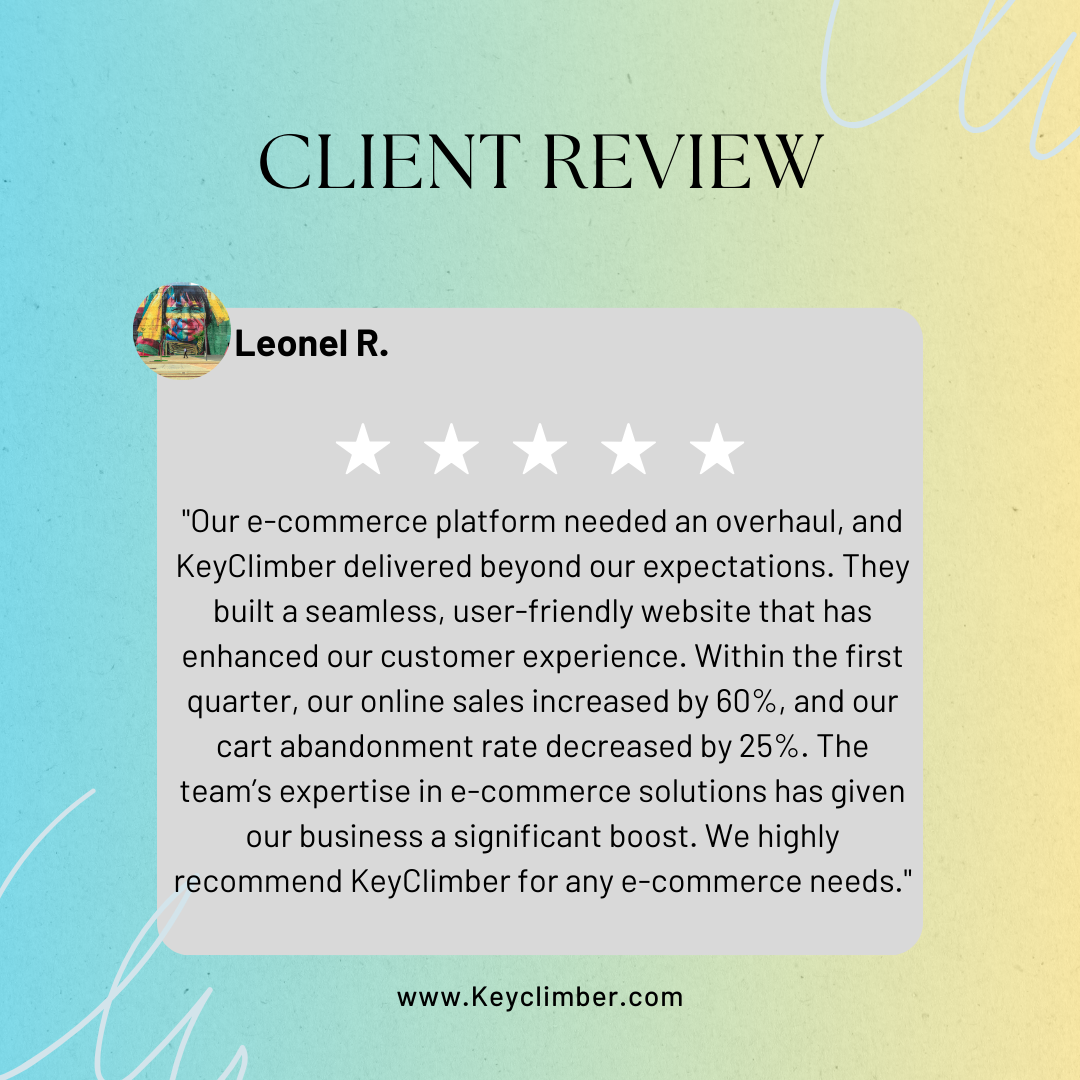 CLIENT REVIEW
Leonel R.
"Our e-commerce platform needed an overhaul, and
KeyClimber delivered beyond our expectations. They
built a seamless, user-friendly website that has
enhanced our customer experience. Within the first
quarter, our online sales increased by 60%, and our
cart abandonment rate decreased by 25%. The
team’s expertise in e-commerce solutions has given
our business a significant boost. We highly
recommend KeyClimber for any e-commerce needs."
www.Keyclimber.com